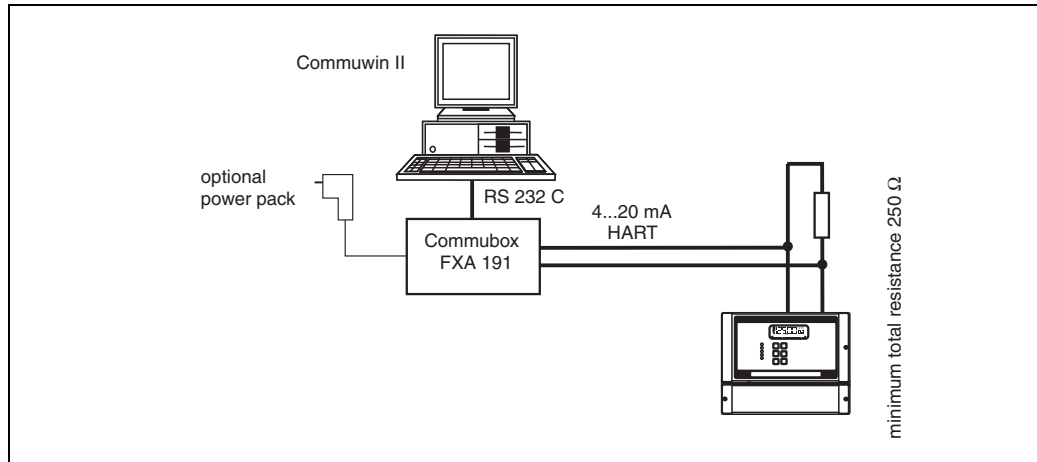 Commuwin II
optional
power pack
RS 232 C
4...20 mA
HART
Commubox
FXA 191
minimum total resistance 250 Ω